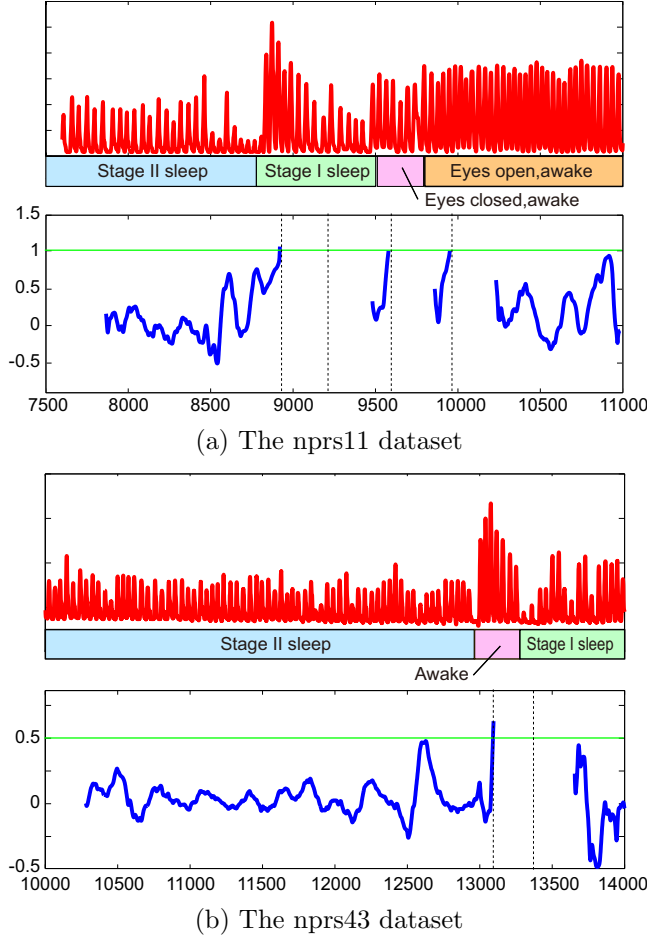 Stage II sleep
Stage I sleep
Eyes open,awake
Eyes closed,awake
1.5
1
0.5
0
-0.5
7500 8000 8500 9000 9500 10000 10500 11000
(a) The nprs11 dataset
Stage II sleep
Stage I sleep
Awake
0.5
0
-0.5
10000 10500 11000 11500 12000 12500 13000 13500 14000
(b) The nprs43 dataset